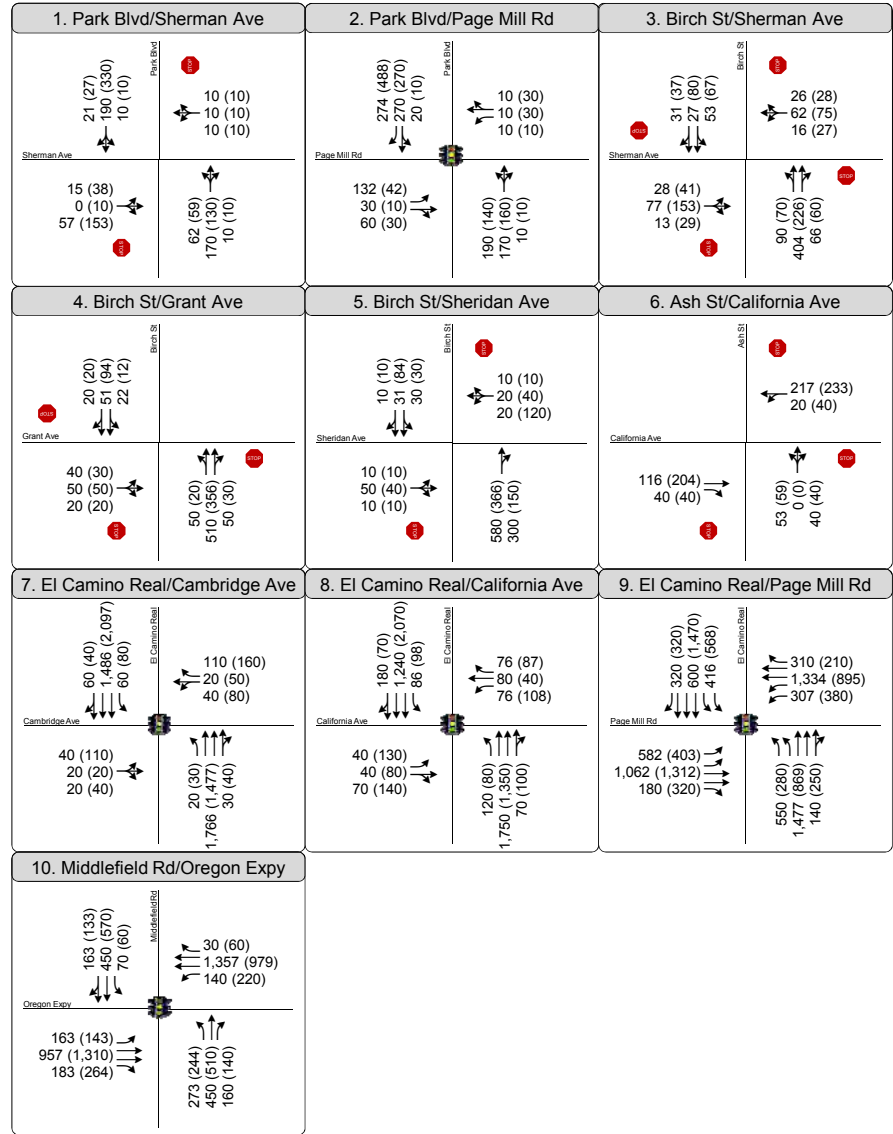 1. Park Blvd/Sherman Ave
21 (27)
190 (330)
10 (10)
Park Blvd
STOP
10 (10)
10 (10)
10 (10)
Sherman Ave
15 (38)
0 (10)
57 (153)
STOP
62 (59)
170 (130)
10 (10)
2. Park Blvd/Page Mill Rd
274 (488)
270 (270)
20 (10)
Park Blvd
10 (30)
10 (30)
10 (10)
Page Mill Rd
132 (42)
30 (10)
60 (30)
190 (140)
170 (160)
10 (10)
3. Birch St/Sherman Ave
31 (37)
27 (80)
53 (67)
Birch St
STOP
26 (28)
62 (75)
16 (27)
STOP
Sherman Ave
28 (41)
77 (153)
13 (29)
STOP
90 (70)
404 (226)
66 (60)
STOP
4. Birch St/Grant Ave
20 (20)
51 (94)
22 (12)
Birch St
STOP
Grant Ave
40 (30)
50 (50)
20 (20)
STOP
50 (20)
510 (356)
50 (30)
STOP
5. Birch St/Sheridan Ave
10 (10)
31 (84)
30 (30)
Birch St
STOP
10 (10)
20 (40)
20 (120)
Sheridan Ave
10 (10)
50 (40)
10 (10)
STOP
580 (366)
300 (150)
6. Ash St/California Ave
Ash St
STOP
217 (233)
20 (40)
California Ave
116 (204)
40 (40)
STOP
53 (59)
0 (0)
40 (40)
STOP
7. El Camino Real/Cambridge Ave
60 (40)
1,486 (2,097)
60 (80)
El Camino Real
110 (160)
20 (50)
40 (80)
Cambridge Ave
40 (110)
20 (20)
20 (40)
20 (30)
1,766 (1,477)
30 (40)
8. El Camino Real/California Ave
180 (70)
1,240 (2,070)
86 (98)
El Camino Real
76 (87)
80 (40)
76 (108)
California Ave
40 (130)
40 (80)
70 (140)
120 (80)
1,750 (1,350)
70 (100)
9. El Camino Real/Page Mill Rd
320 (320)
600 (1,470)
416 (568)
El Camino Real
310 (210)
1,334 (895)
307 (380)
Page Mill Rd
582 (403)
1,062 (1,312)
180 (320)
550 (280)
1,477 (869)
140 (250)
10. Middlefield Rd/Oregon Expy
163 (133)
450 (570)
70 (60)
Middlefield Rd
30 (60)
1,357 (979)
140 (220)
Oregon Expy
163 (143)
957 (1,310)
183 (264)
273 (244)
450 (510)
160 (140)